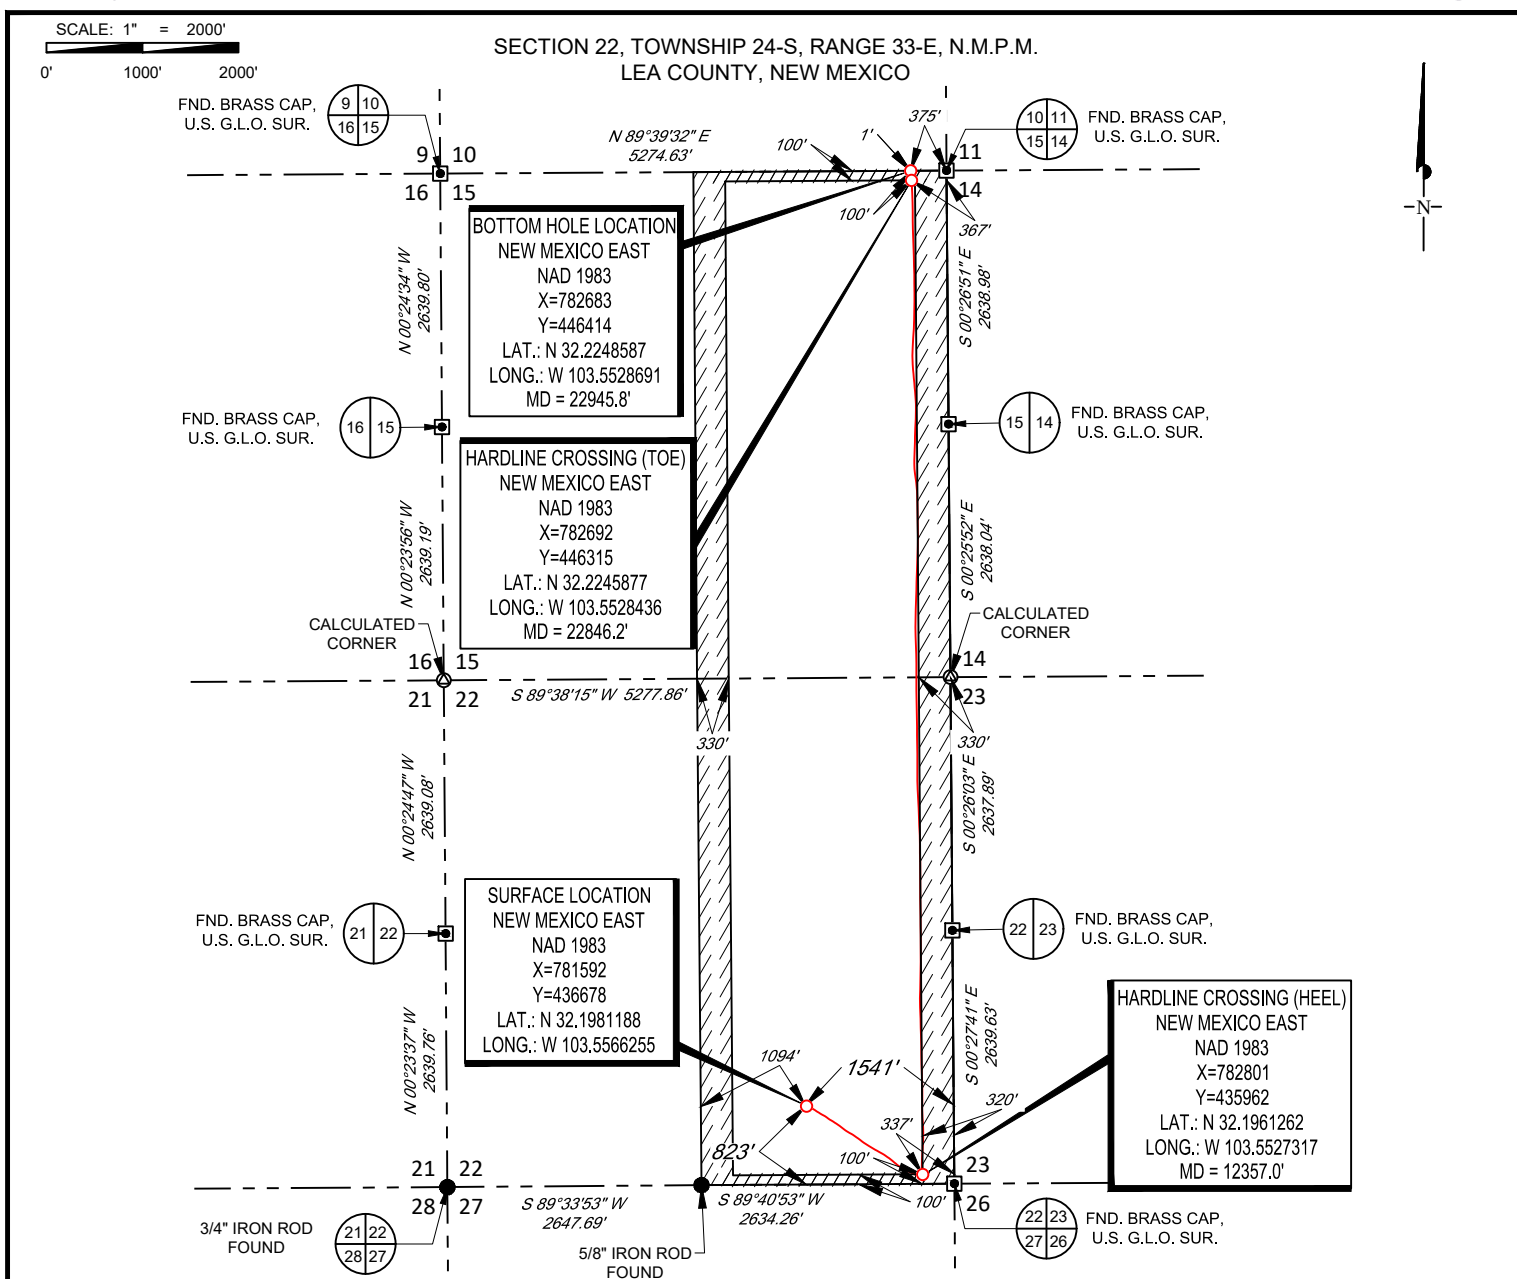 SCALE: 1" = 2000'
0' 1000' 2000'
SECTION 22, TOWNSHIP 24-S, RANGE 33-E, N.M.P.M.
LEA COUNTY, NEW MEXICO
FND. BRASS CAP,
U.S. G.L.O. SUR.
9 10
16 15
9 10
16 15
N 89°39'32" E
5274.63'
100'
1'
375'
10 11
15 14
FND. BRASS CAP,
U.S. G.L.O. SUR.
11
14
100'
367'
-N-
BOTTOM HOLE LOCATION
NEW MEXICO EAST
NAD 1983
X=782683
Y=446414
LAT.: N 32.2248587
LONG.: W 103.5528691
MD = 22945.8'
N 00°24'34" W
2639.80'
S 00°26'51" E
2638.98'
FND. BRASS CAP,
U.S. G.L.O. SUR.
16 15
15 14
FND. BRASS CAP,
U.S. G.L.O. SUR.
HARDLINE CROSSING (TOE)
NEW MEXICO EAST
NAD 1983
X=782692
Y=446315
LAT.: N 32.2245877
LONG.: W 103.5528436
MD = 22846.2'
N 00°23'56" W
2639.19'
S 00°25'52" E
2638.04'
CALCULATED
CORNER
16 15
21 22
S 89°38'15" W 5277.86'
CALCULATED
CORNER
14
23
330'
330'
N 00°24'47" W
2639.08'
S 00°26'03" E
2637.89'
SURFACE LOCATION
NEW MEXICO EAST
NAD 1983
X=781592
Y=436678
LAT.: N 32.1981188
LONG.: W 103.5566255
FND. BRASS CAP,
U.S. G.L.O. SUR.
21 22
22 23
FND. BRASS CAP,
U.S. G.L.O. SUR.
N 00°23'37" W
2639.76'
S 00°27'41" E
2639.63'
HARDLINE CROSSING (HEEL)
NEW MEXICO EAST
NAD 1983
X=782801
Y=435962
LAT.: N 32.1961262
LONG.: W 103.5527317
MD = 12357.0'
1094'
1541'
320'
337'
823'
100'
100'
21 22
28 27
23
26
S 89°33'53" W
2647.69'
S 89°40'53" W
2634.26'
3/4" IRON ROD
FOUND
21 22
28 27
5/8" IRON ROD
FOUND
22 23
27 26
FND. BRASS CAP,
U.S. G.L.O. SUR.